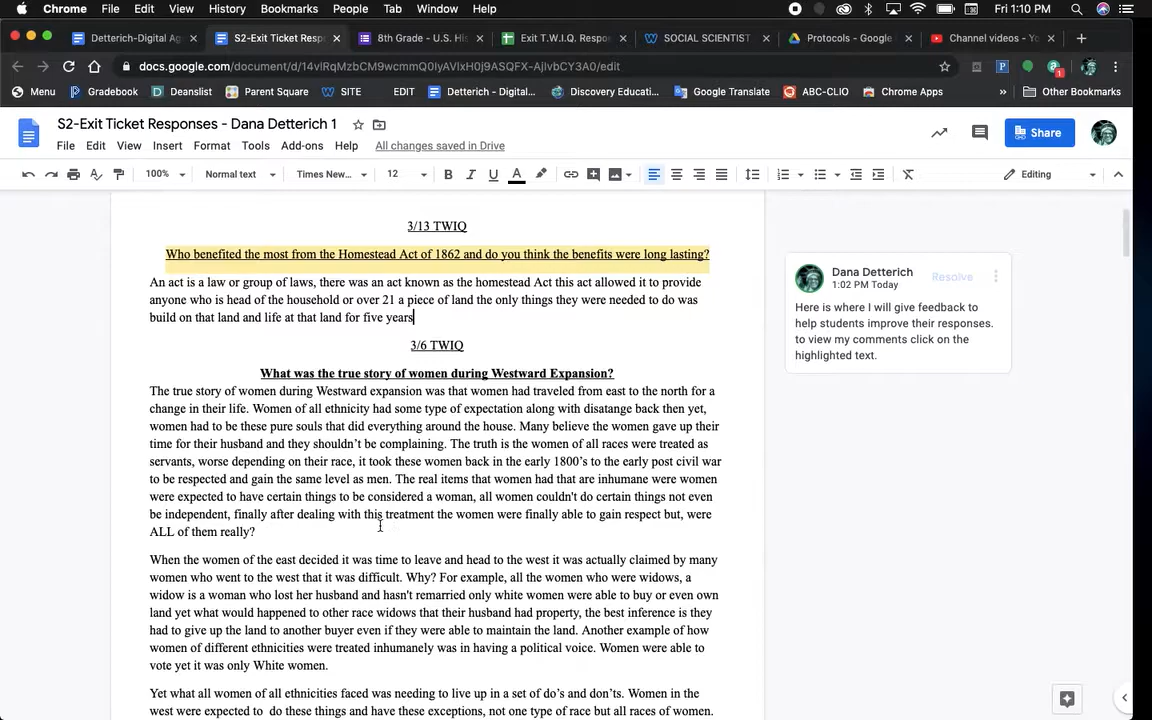 Chrome File Edit View History Bookmarks People Tab Window Help Fri 1:10 PM
Detterich-Digital Ag S2-Exit Ticket Respo 8th Grade - U.S. His Exit T.W.I.Q. Respo SOCIAL SCIENTIST Protocols - Google Channel videos - Yo
docs.google.com/document/d/14vlRqMzbCM9wcmmQ0lyAVlxH0j9ASQFX-AjIvbCY3A0/edit
Menu Gradebook Deanslist Parent Square SITE EDIT Detterich - Digital... Discovery Educati... Google Translate ABC-CLIO Chrome Apps » Other Bookmarks
S2-Exit Ticket Responses - Dana Detterich 1
Share
File Edit View Insert Format Tools Add-ons Help All changes saved in Drive
100% Normal text Times New... 12 B I U A Editing
3/13 TWIQ
Who benefited the most from the Homestead Act of 1862 and do you think the benefits were long lasting?
An act is a law or group of laws, there was an act known as the homestead Act this act allowed it to provide
anyone who is head of the household or over 21 a piece of land the only things they were needed to do was
build on that land and life at that land for five years
Dana Detterich
Resolve
1:02 PM Today
Here is where I will give feedback to
help students improve their responses.
to view my comments click on the
highlighted text.
3/6 TWIQ
What was the true story of women during Westward Expansion?
The true story of women during Westward expansion was that women had traveled from east to the north for a
change in their life. Women of all ethnicity had some type of expectation along with disatange back then yet,
women had to be these pure souls that did everything around the house. Many believe the women gave up their
time for their husband and they shouldn't be complaining. The truth is the women of all races were treated as
servants, worse depending on their race, it took these women back in the early 1800's to the early post civil war
to be respected and gain the same level as men. The real items that women had that are inhumane were women
were expected to have certain things to be considered a woman, all women couldn't do certain things not even
be independent, finally after dealing with this treatment the women were finally able to gain respect but, were
ALL of them really?
When the women of the east decided it was time to leave and head to the west it was actually claimed by many
women who went to the west that it was difficult. Why? For example, all the women who were widows, a
widow is a woman who lost her husband and hasn't remarried only white women were able to buy or even own
land yet what would happened to other race widows that their husband had property, the best inference is they
had to give up the land to another buyer even if they were able to maintain the land. Another example of how
women of different ethnicities were treated inhumanely was in having a political voice. Women were able to
vote yet it was only White women.
Yet what all women of all ethnicities faced was needing to live up in a set of do's and don'ts. Women in the
west were expected to do these things and have these exceptions, not one type of race but all races of women.